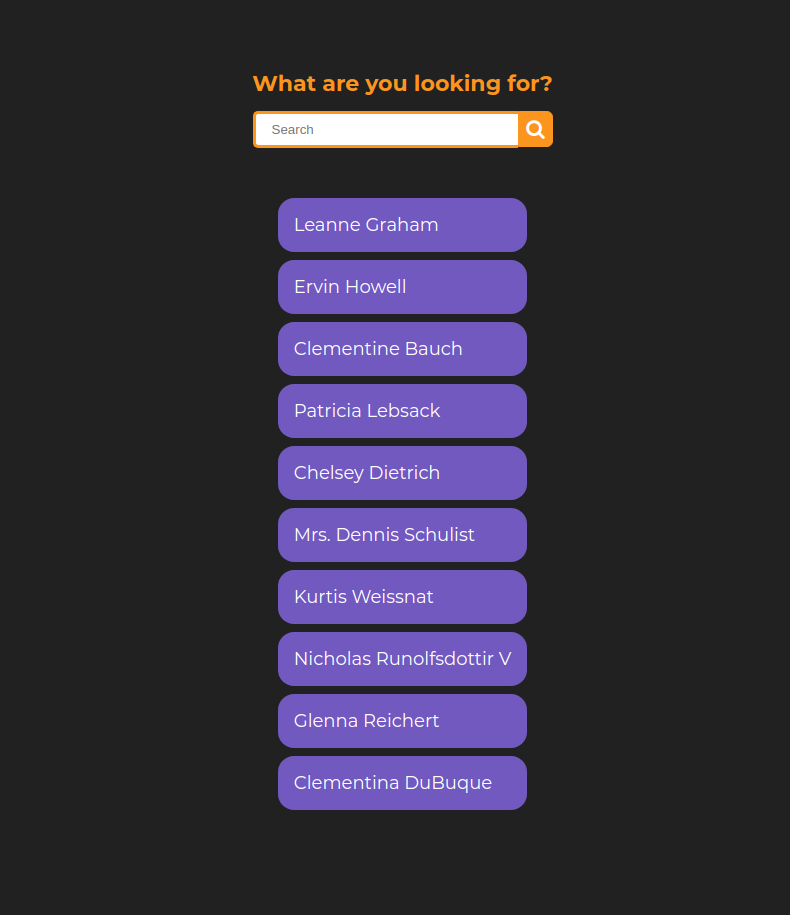 What are you looking for?
Search
Leanne Graham
Ervin Howell
Clementine Bauch
Patricia Lebsack
Chelsey Dietrich
Mrs. Dennis Schulist
Kurtis Weissnat
Nicholas Runolfsdottir V
Glenna Reichert
Clementina DuBuque